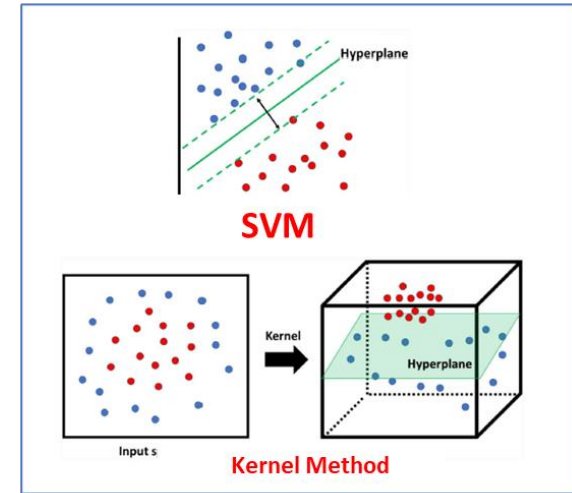 Hyperplane
SVM
Kernel
Hyperplane
Input s
Kernel Method